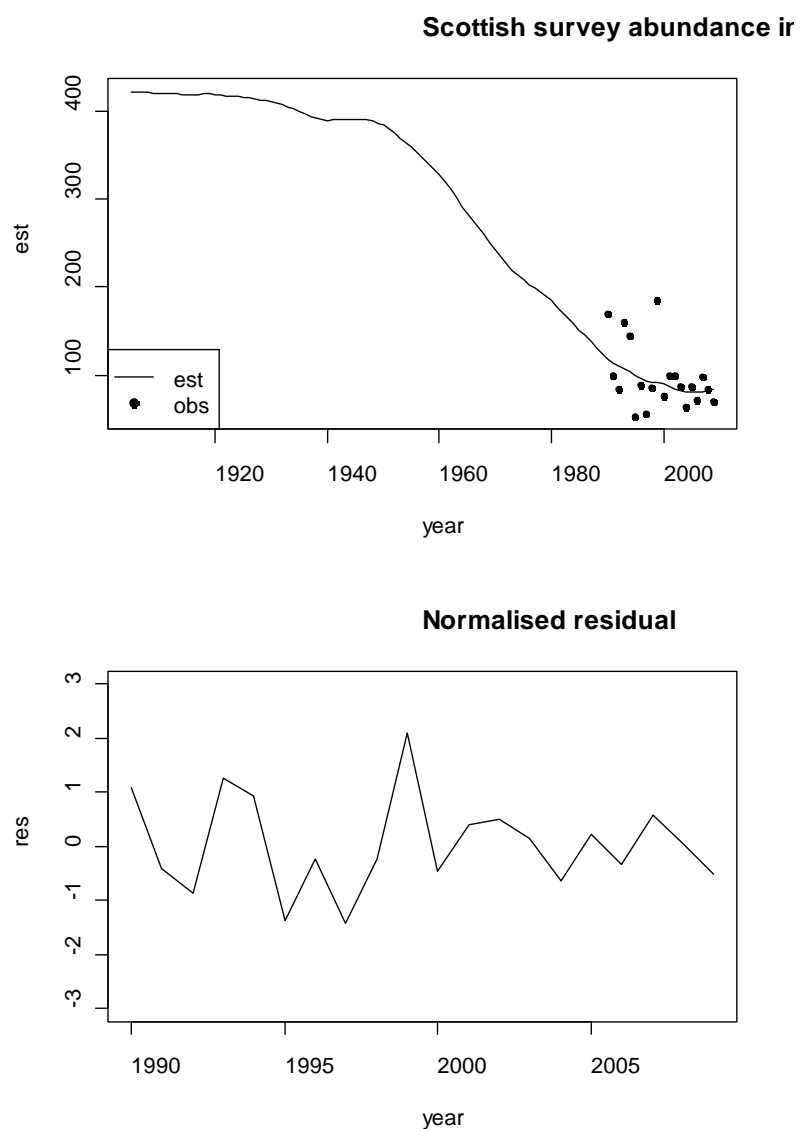 Scottish survey abundance in
400
300
200
100
est
est
obs
1920 1940 1960 1980 2000
year
Normalised residual
3
2
1
0
-1
-2
-3
res
1990 1995 2000 2005
year